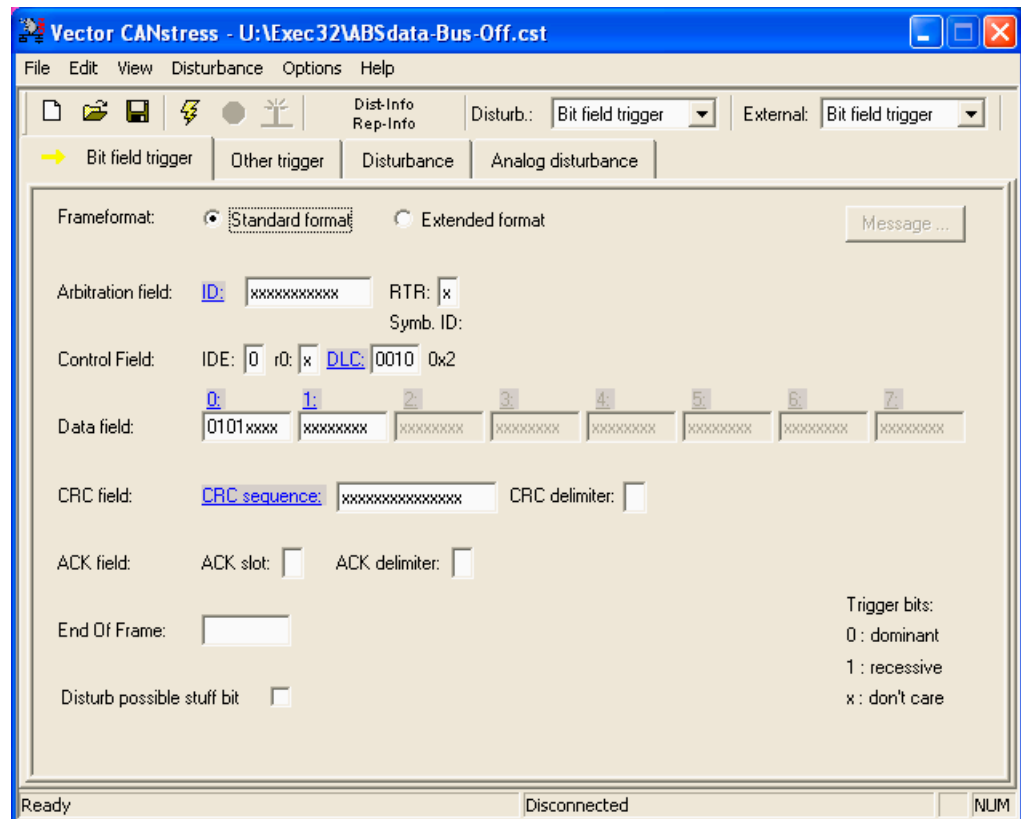 Vector CANstress - U:\Exec32\ABSdata-Bus-Off.cst
File Edit View Disturbance Options Help
Dist-Info
Rep-Info
Disturb.: Bit field trigger External: Bit field trigger
Bit field trigger Other trigger Disturbance Analog disturbance
Frameformat: Standard format Extended format Message ...
Arbitration field: ID: xxxxxxxxxxx RTR: x
Symb. ID:
Control Field: IDE: 0 r0: x DLC: 0010 0x2
0: 1: 2: 3: 4: 5: 6: 7:
Data field: 0101xxxx xxxxxxxx xxxxxxxx xxxxxxxx xxxxxxxx xxxxxxxx xxxxxxxx xxxxxxxx
CRC field: CRC sequence: xxxxxxxxxxxxxxx CRC delimiter:
ACK field: ACK slot: ACK delimiter:
End Of Frame:
Disturb possible stuff bit
Trigger bits:
0 : dominant
1 : recessive
x : don't care
Ready Disconnected NUM